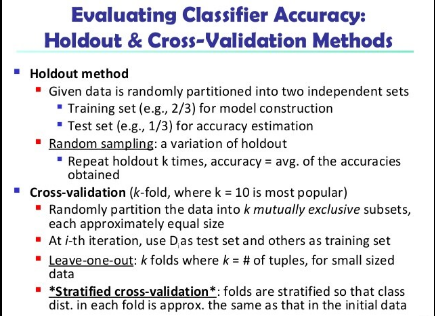 Evaluating Classifier Accuracy:
Holdout & Cross-Validation Methods
Holdout method
Given data is randomly partitioned into two independent sets
Training set (e.g., 2/3) for model construction
Test set (e.g., 1/3) for accuracy estimation
Random sampling: a variation of holdout
Repeat holdout k times, accuracy = avg. of the accuracies
obtained
Cross-validation (k-fold, where k = 10 is most popular)
Randomly partition the data into k mutually exclusive subsets,
each approximately equal size
At i-th iteration, use Di as test set and others as training set
Leave-one-out: k folds where k = # of tuples, for small sized
data
*Stratified cross-validation*: folds are stratified so that class
dist. in each fold is approx. the same as that in the initial data